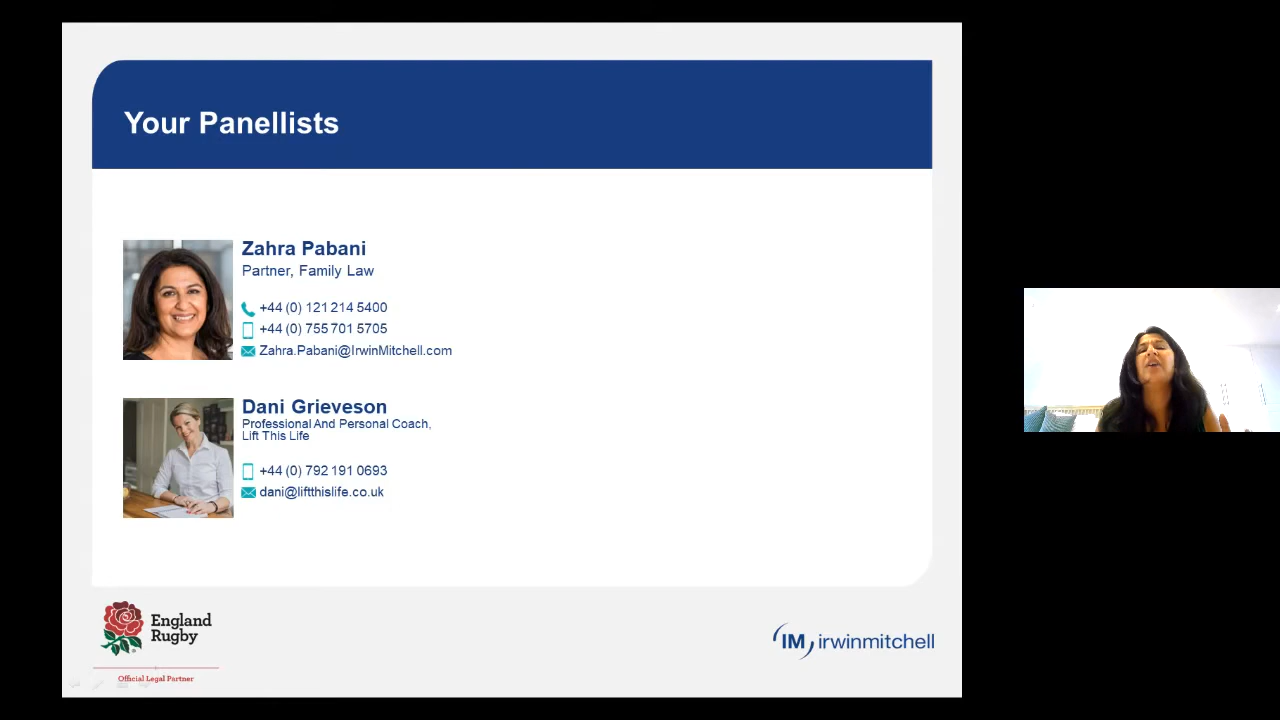 Your Panellists
Zahra Pabani
Partner, Family Law
+44 (0) 121 214 5400
+44 (0) 755 701 5705
Zahra.Pabani@IrwinMitchell.com
Dani Grieveson
Professional And Personal Coach,
Lift This Life
+44 (0) 792 191 0693
dani@liftthislife.co.uk
England
Rugby
Official Legal Partner
IM irwinmitchell